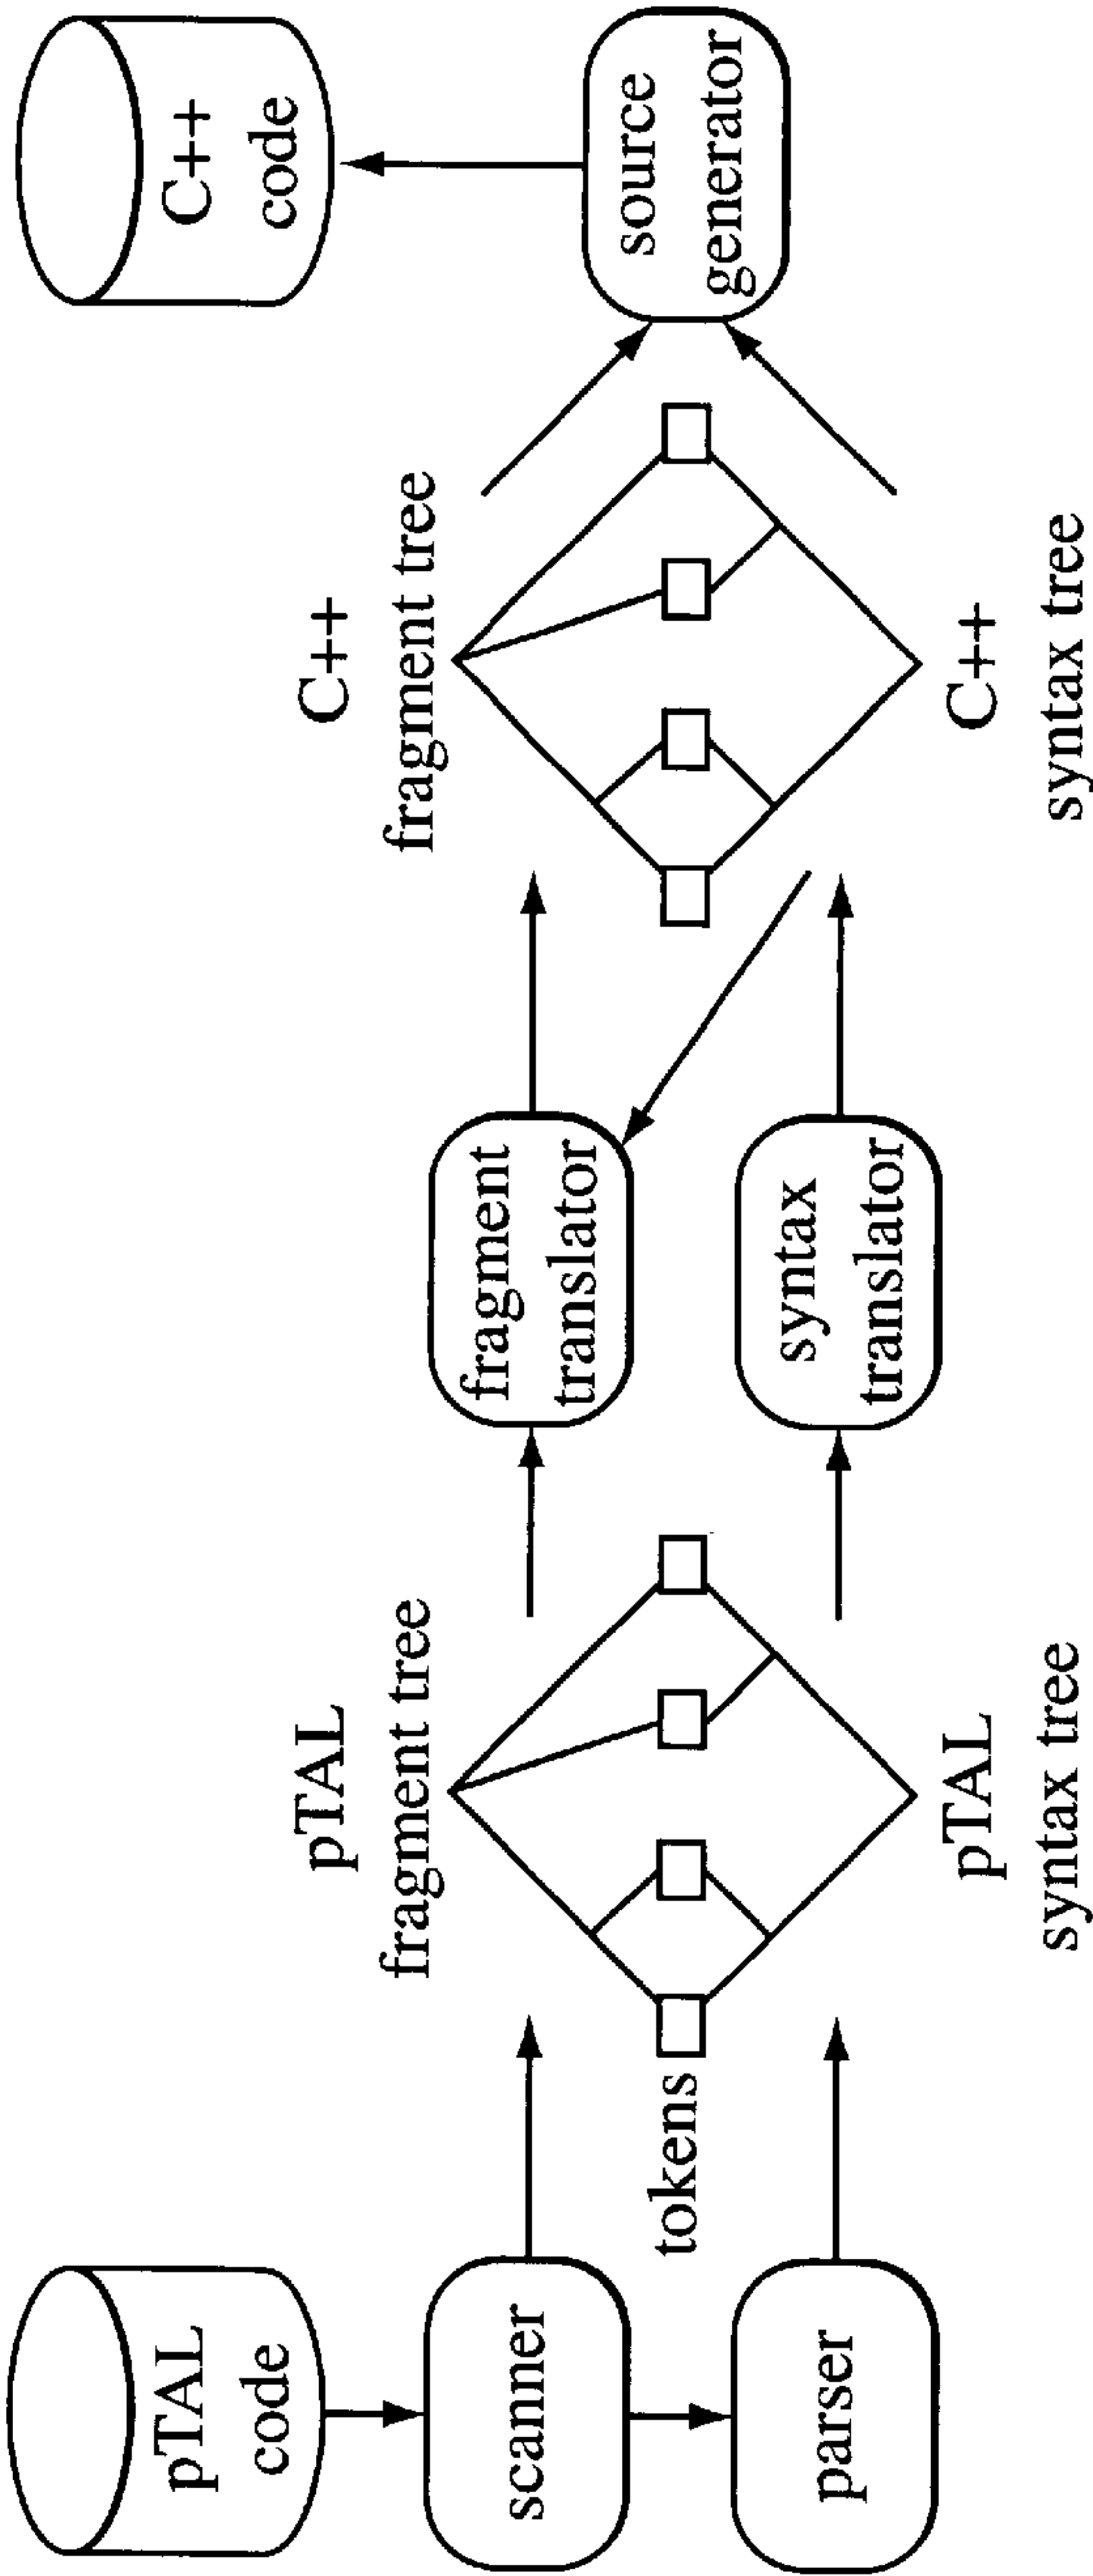 pTAL
code
scanner
parser
tokens
pTAL
fragment tree
pTAL
syntax tree
fragment
translator
syntax
translator
C++
fragment tree
C++
syntax tree
source
generator
C++
code